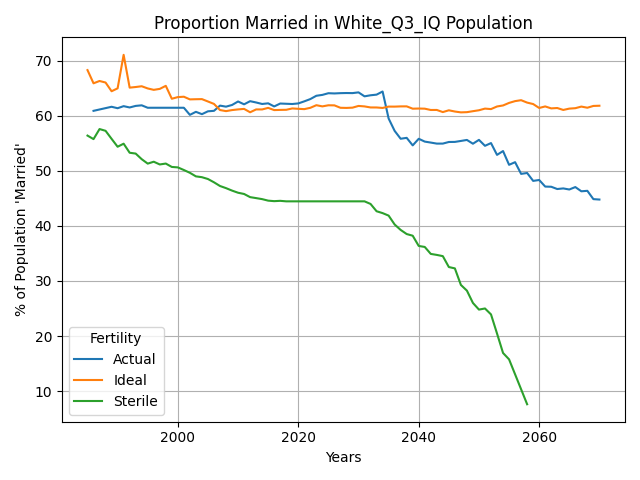 Proportion Married in White_Q3_IQ Population
% of Population 'Married'
70
60
50
40
30
20
10
Fertility
Actual
Ideal
Sterile
2000
2020
2040
2060
Years